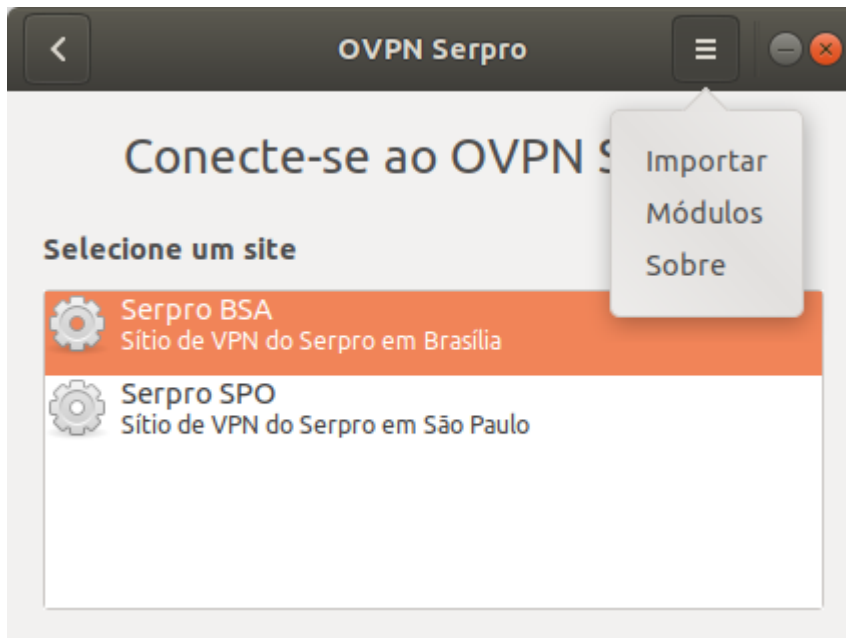 OVPN Serpro
Conecte-se ao OVPN
Importar
Módulos
Sobre
Selecione um site
Serpro BSA
Sítio de VPN do Serpro em Brasília
Serpro SPO
Sítio de VPN do Serpro em São Paulo